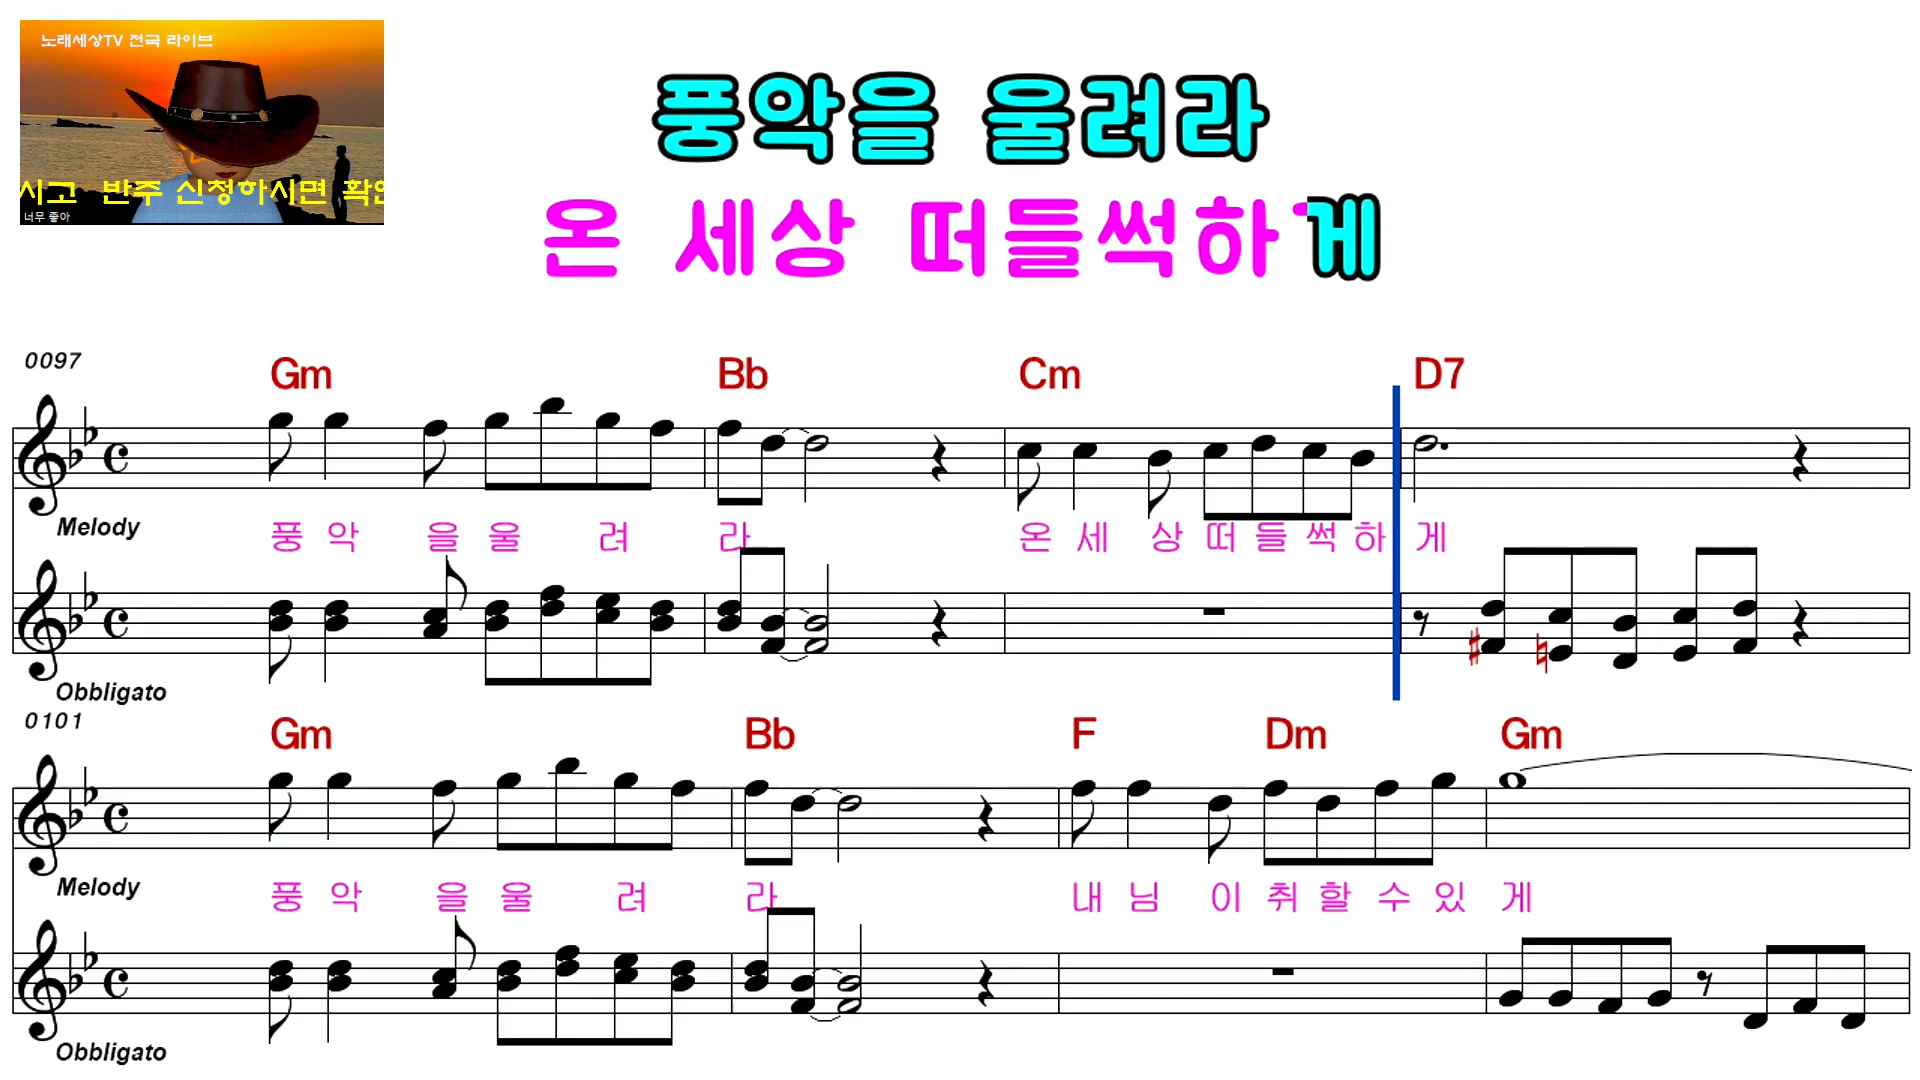 노래세상TV 전국 라이브
시고 반주 신청하시면
너무 좋아
풍악을 울려라
온 세상 떠들썩하게
0097
Gm Bb Cm D7
Melody
풍 악 을 울 려 라 온 세 상 떠 들 썩 하 게
Obbligato
0101
Gm Bb F Dm Gm
Melody
풍 악 을 울 려 라 내 님 이 취 할 수 있 게
Obbligato